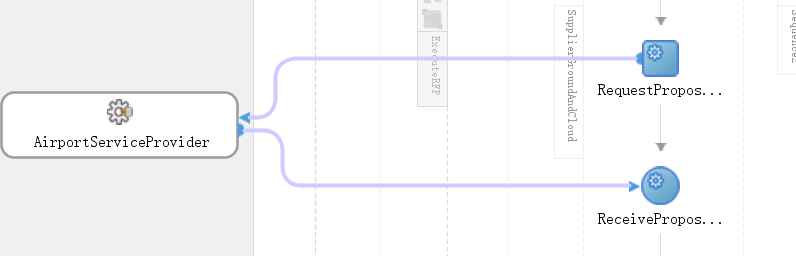 ExecuteRFP
SupplierGroundAndCloud
RequestPropos...
AirportServiceProvider
ReceivePropos...